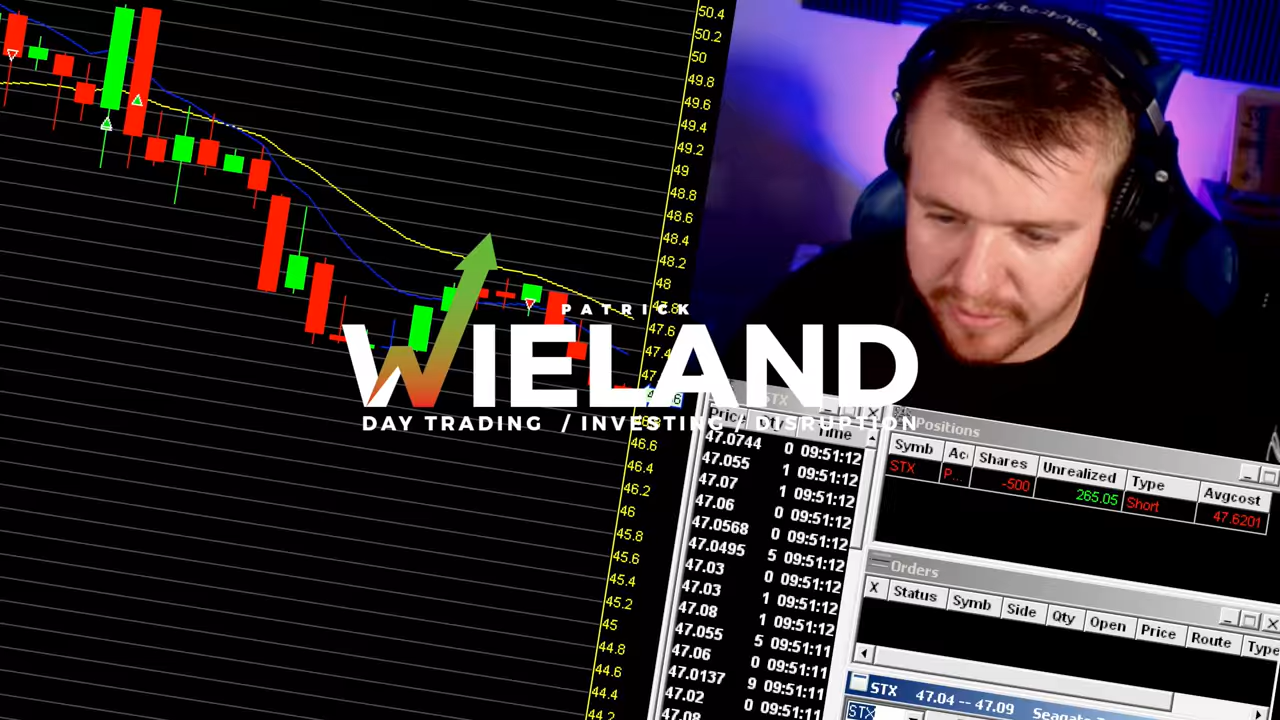 50.4
50.2
50
49.8
49.6
49.4
49.2
49
48.8
48.6
48.4
48.2
48
47.6
47.4
47
46.6
46.4
46.2
46
45.8
45.6
45.4
45.2
45
44.8
44.6
44.4
44.2
PATRICK
WIELAND
DAY TRADING / INVESTING / DISRUPTION
STX
Price Qty Time
47.0744 0 09:51:12
47.055 1 09:51:12
47.07 1 09:51:12
47.06 0 09:51:12
47.0568 0 09:51:12
47.0495 5 09:51:12
47.03 0 09:51:12
47.03 1 09:51:12
47.08 1 09:51:12
47.055 5 09:51:11
47.06 0 09:51:11
47.0137 9 09:51:11
47.02 0 09:51:11
47.08
Positions
Symb Acc Shares Unrealized Type Avgcost
STX P... -500 265.05 Short 47.6201
Orders
X Status Symb Side Qty Open Price Route Type
STX 47.04 -- 47.09 Seagate
STX